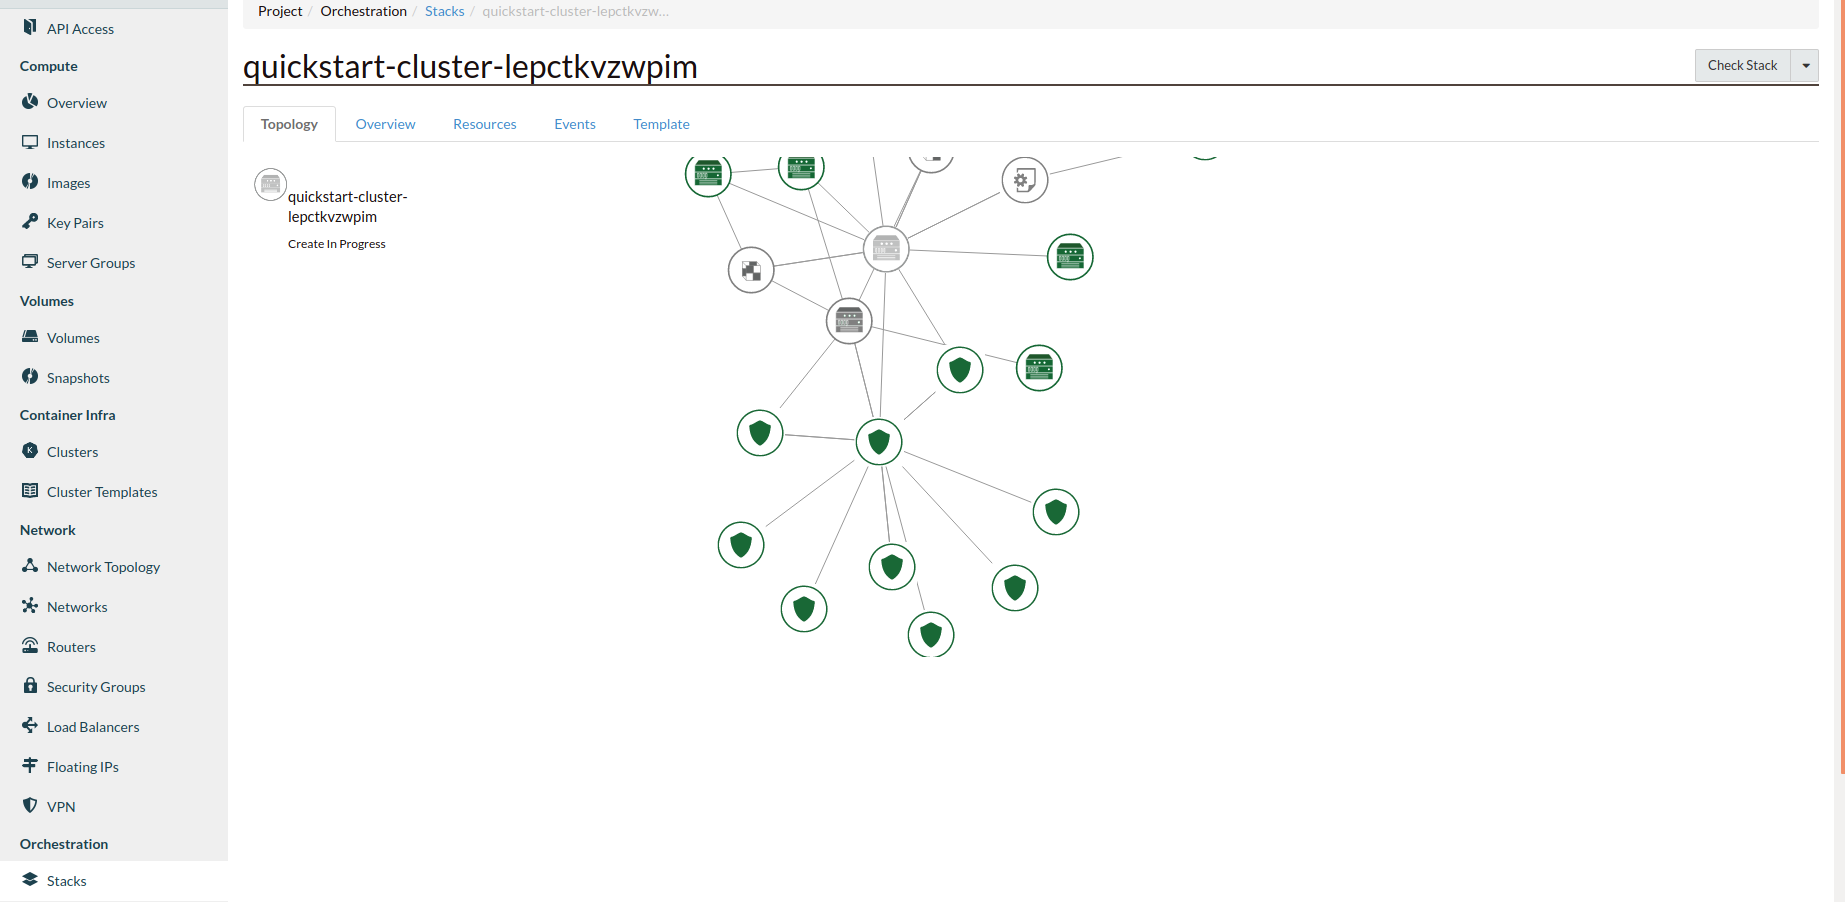 Project / Orchestration / Stacks / quickstart-cluster-lepctkvzw...
API Access
Compute
Overview
Instances
Images
Key Pairs
Server Groups
Volumes
Volumes
Snapshots
Container Infra
Clusters
Cluster Templates
Network
Network Topology
Networks
Routers
Security Groups
Load Balancers
Floating IPs
VPN
Orchestration
Stacks
quickstart-cluster-lepctkvzwpim
Check Stack
Topology Overview Resources Events Template
quickstart-cluster-
lepctkvzwpim
Create In Progress